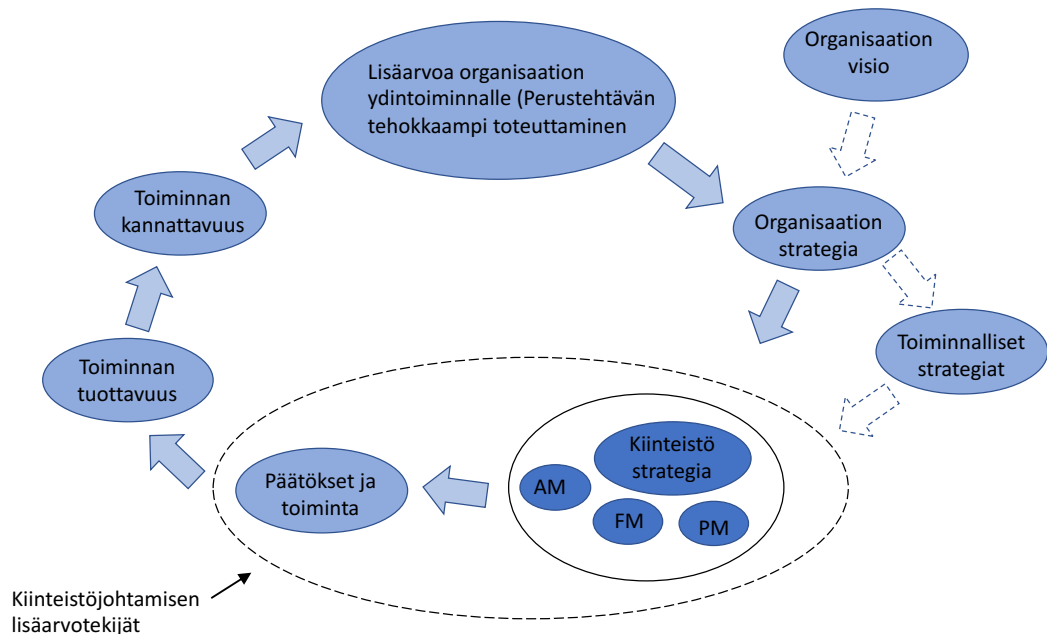 Organisaation
visio
Lisäarvoa organisaation
ydintoiminnalle (Perustehtävän
tehokkaampi toteuttaminen
Toiminnan
kannattavuus
Organisaation
strategia
Toiminnan
tuottavuus
Toiminnalliset
strategiat
Kiinteistö
strategia
Päätökset ja
toiminta
AM
FM
PM
Kiinteistöjohtamisen
lisäarvotekijät